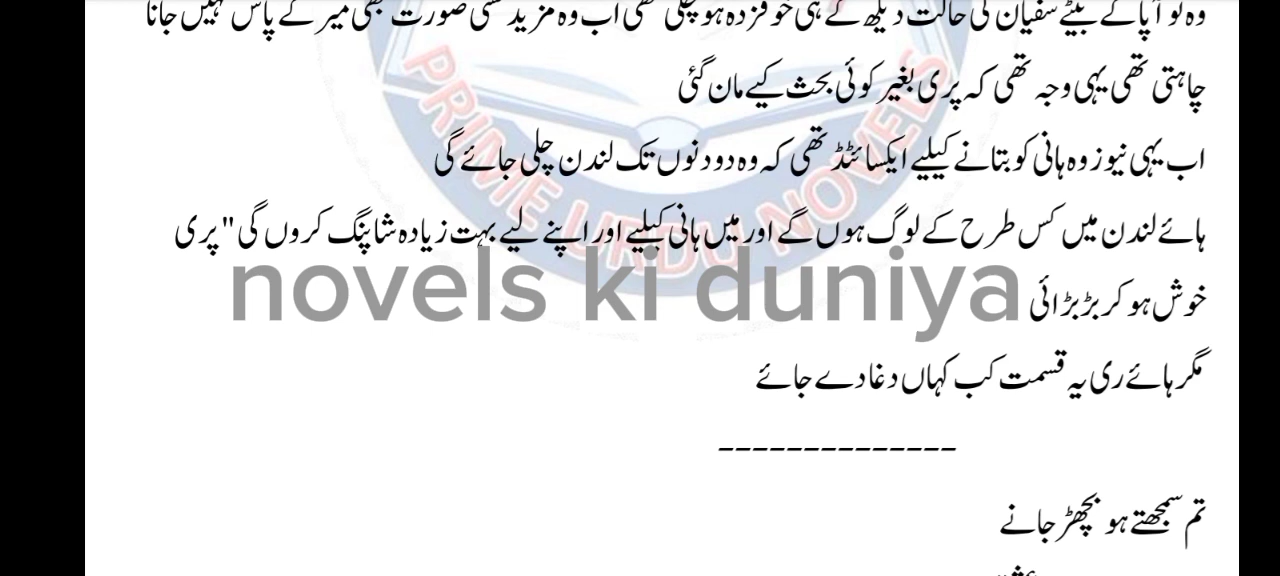 وہ تو آپا کے بیٹے سفیان کی حالت دیکھ کے ہی خوفزدہ ہو چکی تھی اب وہ مزید کسی صورت بھی میر کے پاس نہیں جانا
چاہتی تھی یہی وجہ تھی کہ پری بغیر کوئی بحث کیے مان گئی
اب یہی نیوز وہ ہانی کو بتانے کیلیے ایکسائٹڈ تھی کہ وہ دو دنوں تک لندن چلی جائے گی
ہائے لندن میں کس طرح کے لوگ ہوں گے اور میں ہانی کیلیے اور اپنے لیے بہت زیادہ شاپنگ کروں گی" پری
خوش ہو کر بڑبڑائی
مگر ہائے ری یہ قسمت کب کہاں دغا دے جائے
--------------
تم سمجھتے ہو بچھڑ جانے
PRIME URDU NOVELS
novels ki duniya